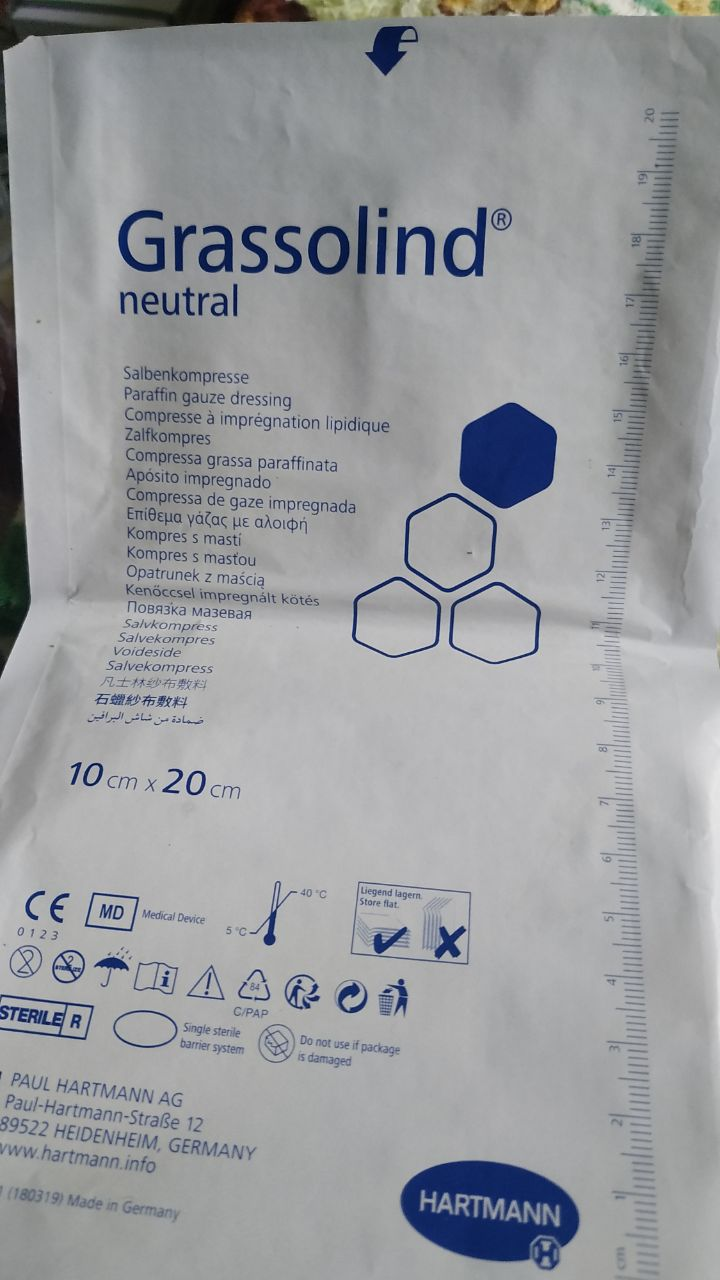 Grassolind®
neutral
Salbenkompresse
Paraffin gauze dressing
Compresse à imprégnation lipidique
Zalfkompres
Compressa grassa paraffinata
Apósito impregnado
Compressa de gaze impregnada
Επίθεμα γάζας με αλοιφή
Kompres s mastí
Kompres s masťou
Opatrunek z maścią
Kenőccsel impregnált kötés
Повязка мазевая
Salvkompress
Salvekompres
Voideside
Salvekompress
凡士林纱布敷料
石蠟紗布敷料
ضمادة من شاش البرافين
10 cm x 20 cm
CE
0123
MD
Medical Device
5 °C
40 °C
Liegend lagern.
Store flat.
2
2
STERILIZE
i
84
C/PAP
STERILE R
Single sterile
barrier system
Do not use if package
is damaged
PAUL HARTMANN AG
Paul-Hartmann-Straße 12
89522 HEIDENHEIM, GERMANY
www.hartmann.info
(180319) Made in Germany
HARTMANN
20
19
18
17
16
15
14
13
12
11
10
9
8
7
6
5
4
3
2
1
cm